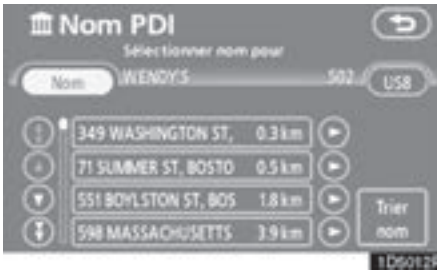 Nom PDI
Sélectionner nom pour
Nom WENDY'S 502 USB
349 WASHINGTON ST, 0.3 km
71 SUMMER ST, BOSTO 0.5 km
551 BOYLSTON ST, BOS 1.8 km
598 MASSACHUSETTS 3.9 km
Trier
nom
1DS012R